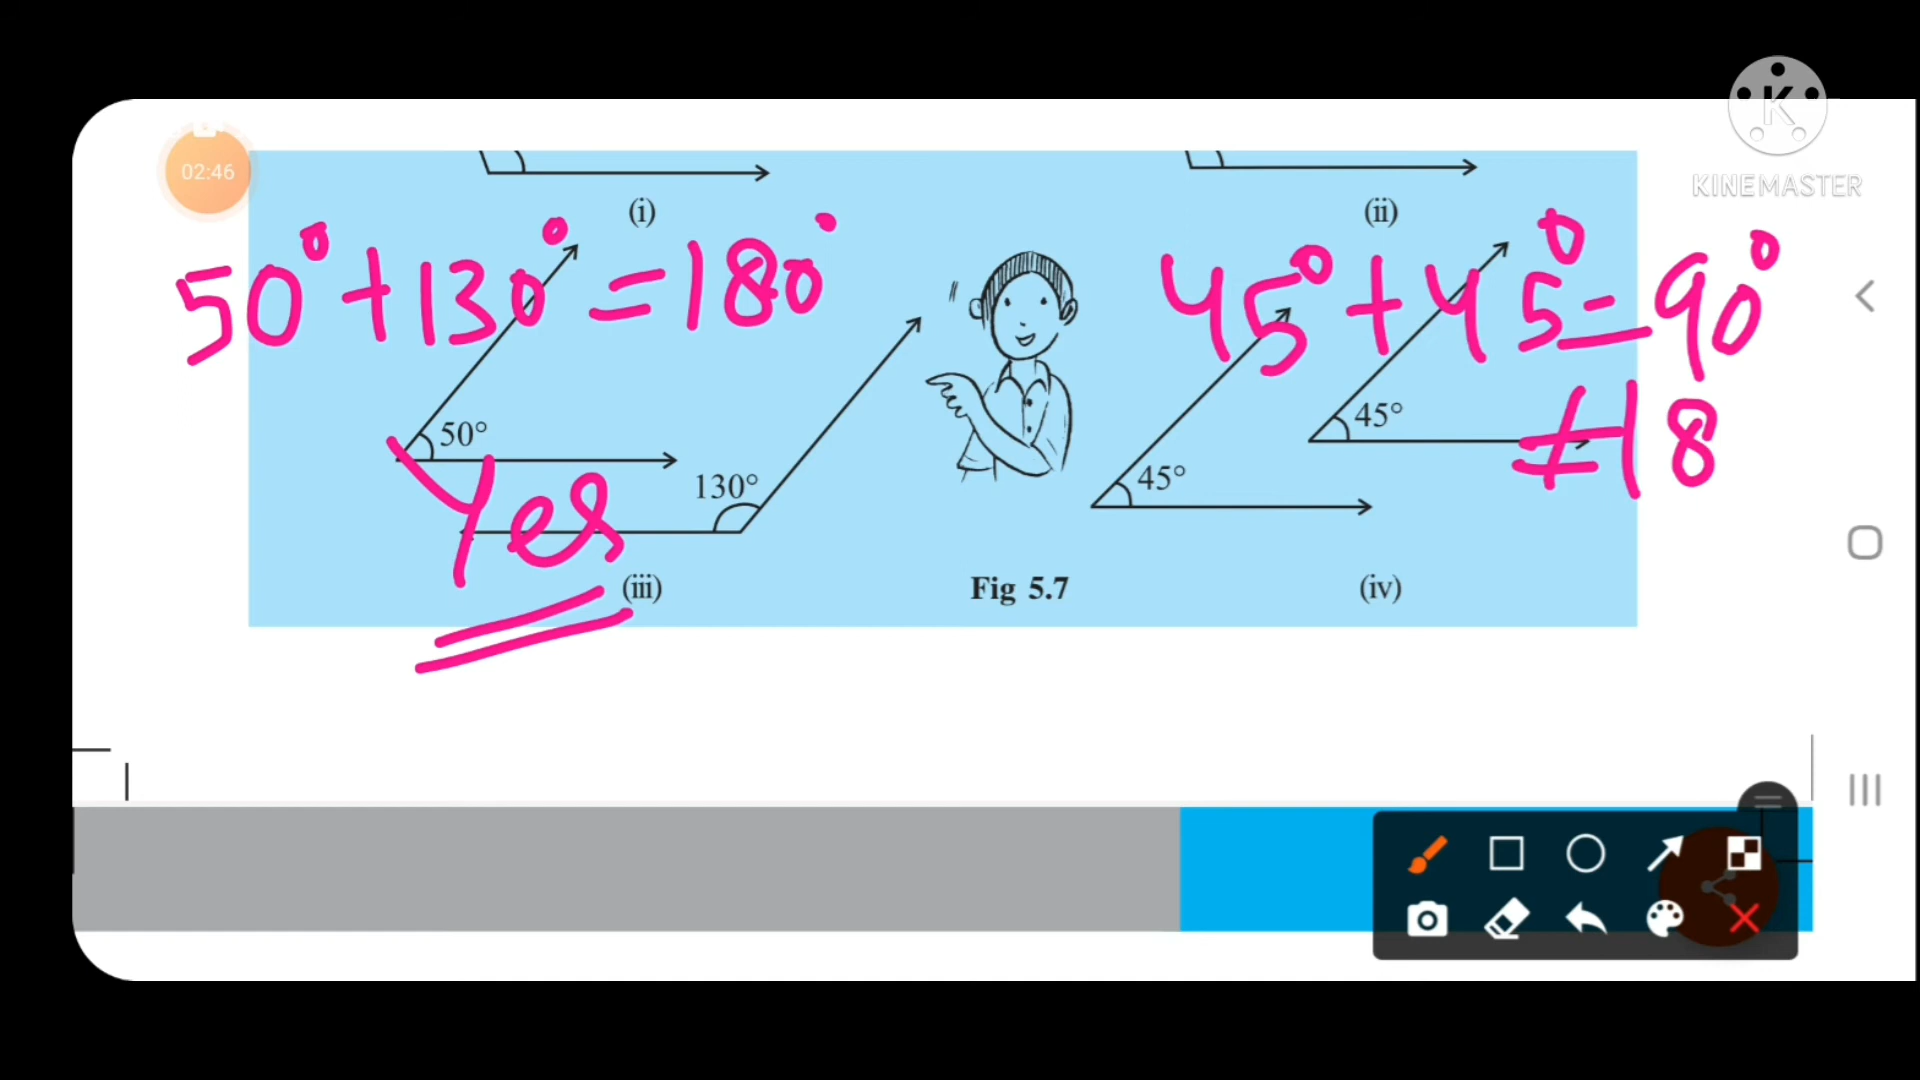 02:46
KINEMASTER
(i)
(ii)
50° + 130° = 180°
45° + 45° = 90°
≠ 18
50°
130°
45°
45°
Yes
(iii)
Fig 5.7
(iv)